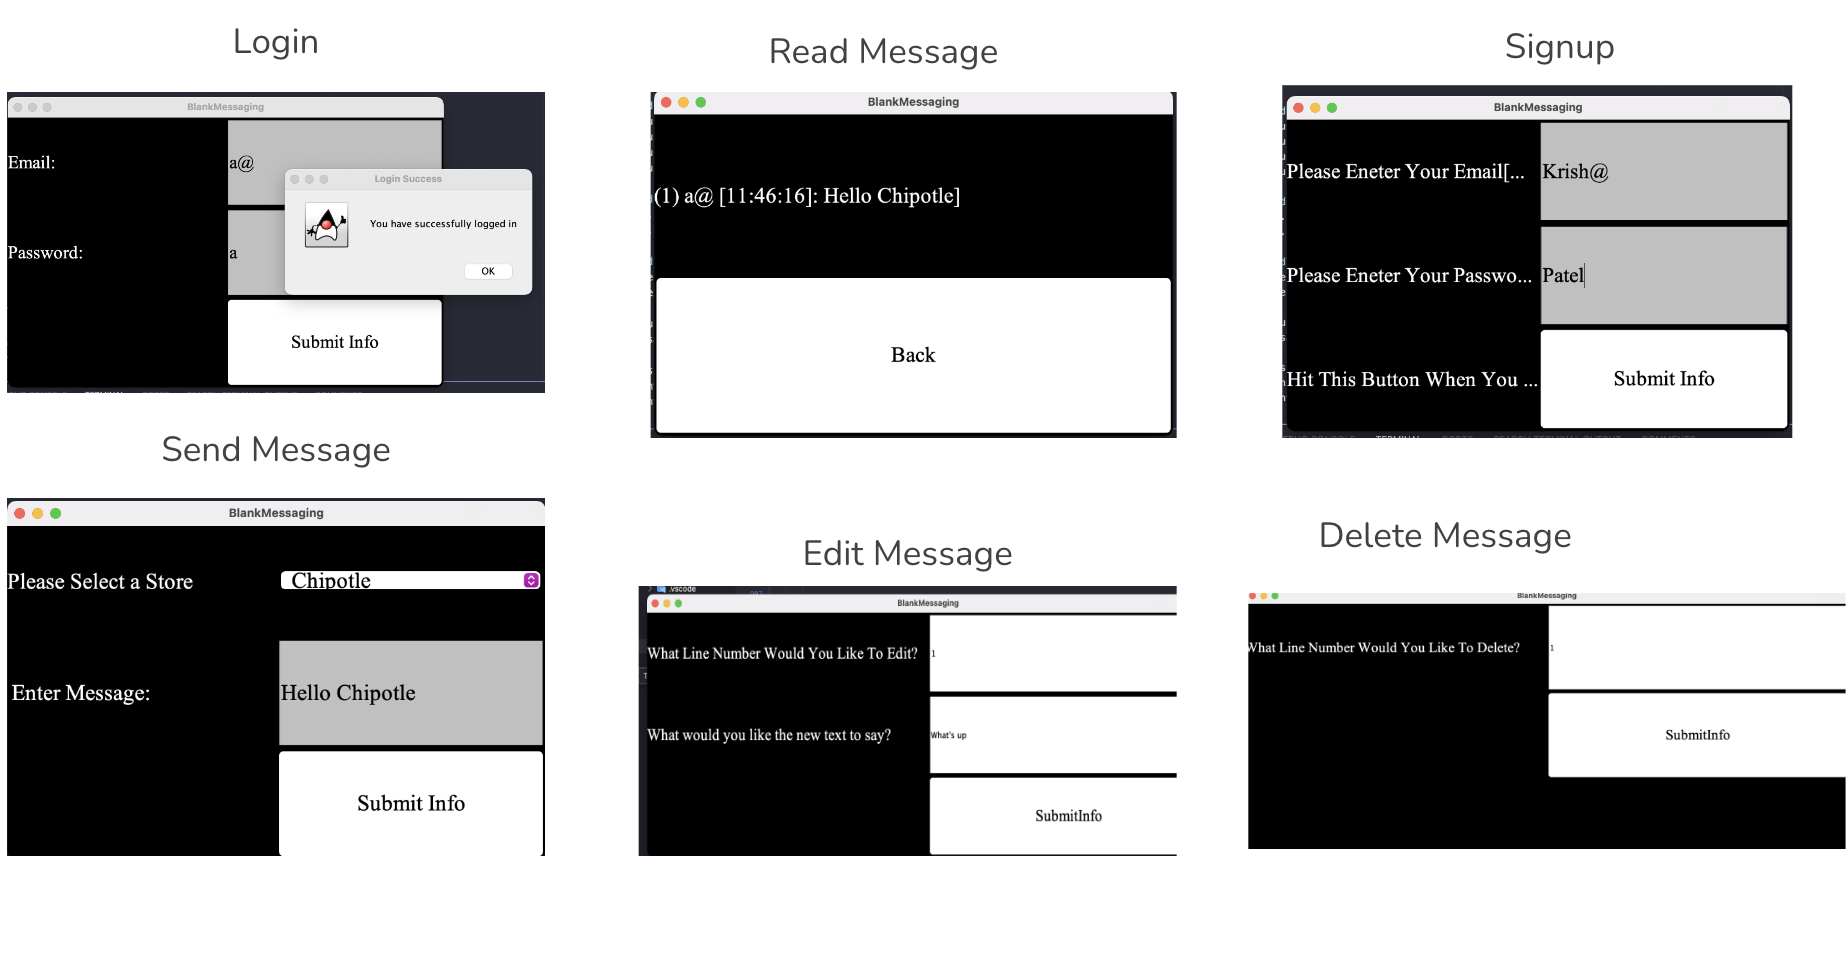 Login
BlankMessaging
Email:
a@
Password:
a
Login Success
You have successfully logged in
OK
Submit Info
Read Message
BlankMessaging
(1) a@ [11:46:16]: Hello Chipotle]
Back
Signup
BlankMessaging
Please Eneter Your Email[...
Krish@
Please Eneter Your Passwo...
Patel
Hit This Button When You ...
Submit Info
Send Message
BlankMessaging
Please Select a Store
Chipotle
Enter Message:
Hello Chipotle
Submit Info
Edit Message
.vscode
BlankMessaging
What Line Number Would You Like To Edit?
1
What would you like the new text to say?
What's up
SubmitInfo
Delete Message
BlankMessaging
What Line Number Would You Like To Delete?
1
SubmitInfo